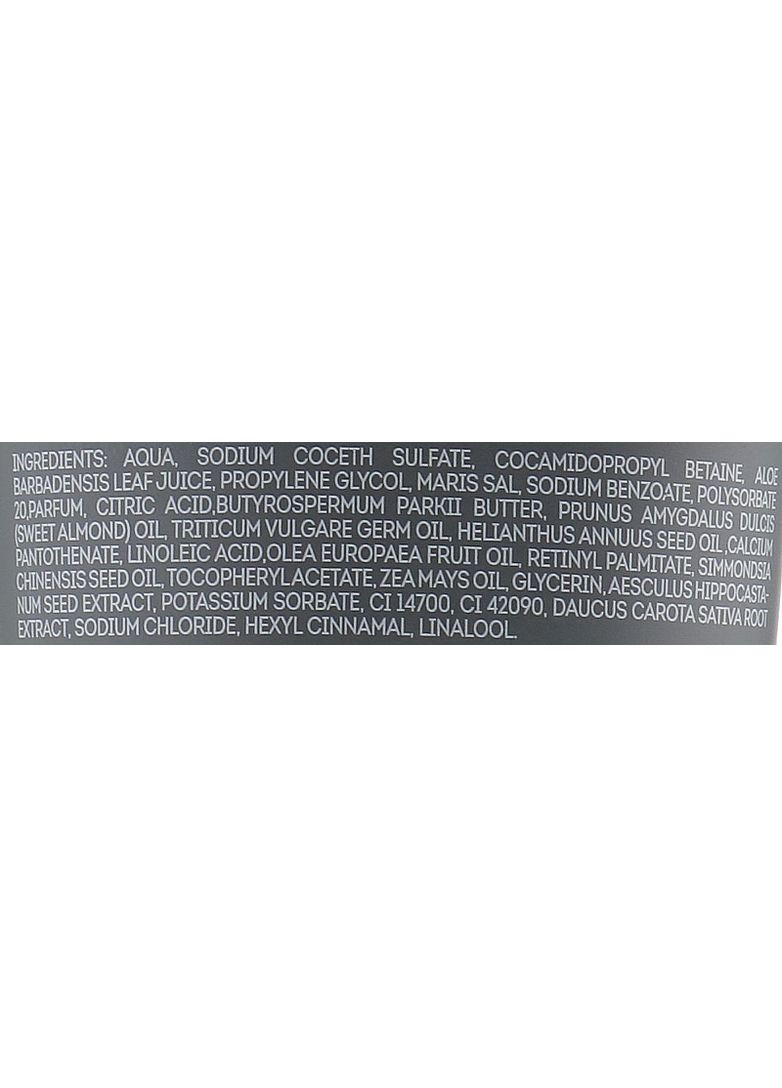 INGREDIENTS: AQUA, SODIUM COCETH SULFATE, COCAMIDOPROPYL BETAINE, ALOE
BARBADENSIS LEAF JUICE, PROPYLENE GLYCOL, MARIS SAL, SODIUM BENZOATE, POLYSORBATE
20,PARFUM, CITRIC ACID,BUTYROSPERMUM PARKII BUTTER, PRUNUS AMYGDALUS DULCIS
(SWEET ALMOND) OIL, TRITICUM VULGARE GERM OIL, HELIANTHUS ANNUUS SEED OIL,CALCIUM
PANTOTHENATE, LINOLEIC ACID,OLEA EUROPAEA FRUIT OIL, RETINYL PALMITATE, SIMMONDSIA
CHINENSIS SEED OIL, TOCOPHERYL ACETATE, ZEA MAYS OIL, GLYCERIN, AESCULUS HIPPOCASTA-
NUM SEED EXTRACT, POTASSIUM SORBATE, CI 14700, CI 42090, DAUCUS CAROTA SATIVA ROOT
EXTRACT, SODIUM CHLORIDE, HEXYL CINNAMAL, LINALOOL.